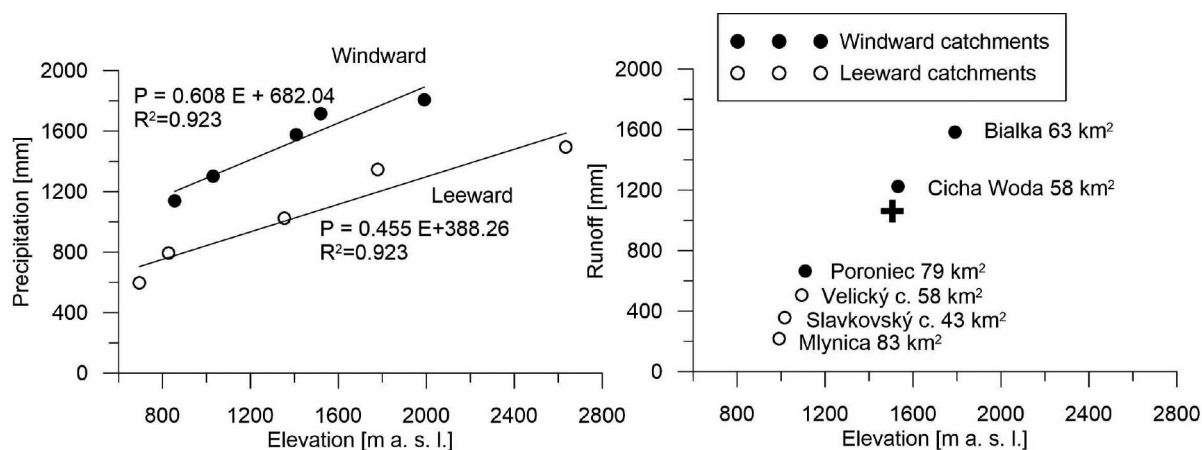 Windward
P = 0.608 E + 682.04
R²=0.923
Leeward
P = 0.455 E+388.26
R²=0.923
2000
1600
1200
800
400
0
Precipitation [mm]
800 1200 1600 2000 2400 2800
Elevation [m a. s. l.]
Windward catchments
Leeward catchments
2000
1600
1200
800
400
0
Runoff [mm]
Bialka 63 km²
Cicha Woda 58 km²
Poroniec 79 km²
Velický c. 58 km²
Slavkovský c. 43 km²
Mlynica 83 km²
800 1200 1600 2000 2400 2800
Elevation [m a. s. l.]